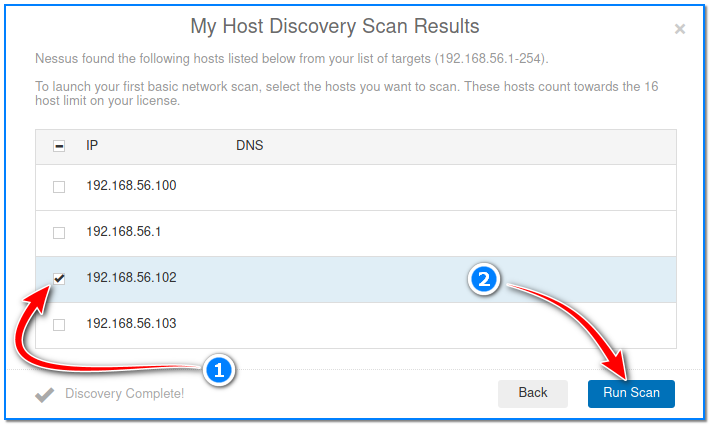 My Host Discovery Scan Results
×
Nessus found the following hosts listed below from your list of targets (192.168.56.1-254).
To launch your first basic network scan, select the hosts you want to scan. These hosts count towards the 16
host limit on your license.
IP DNS
192.168.56.100
192.168.56.1
192.168.56.102
2
192.168.56.103
1
Discovery Complete!
Back
Run Scan